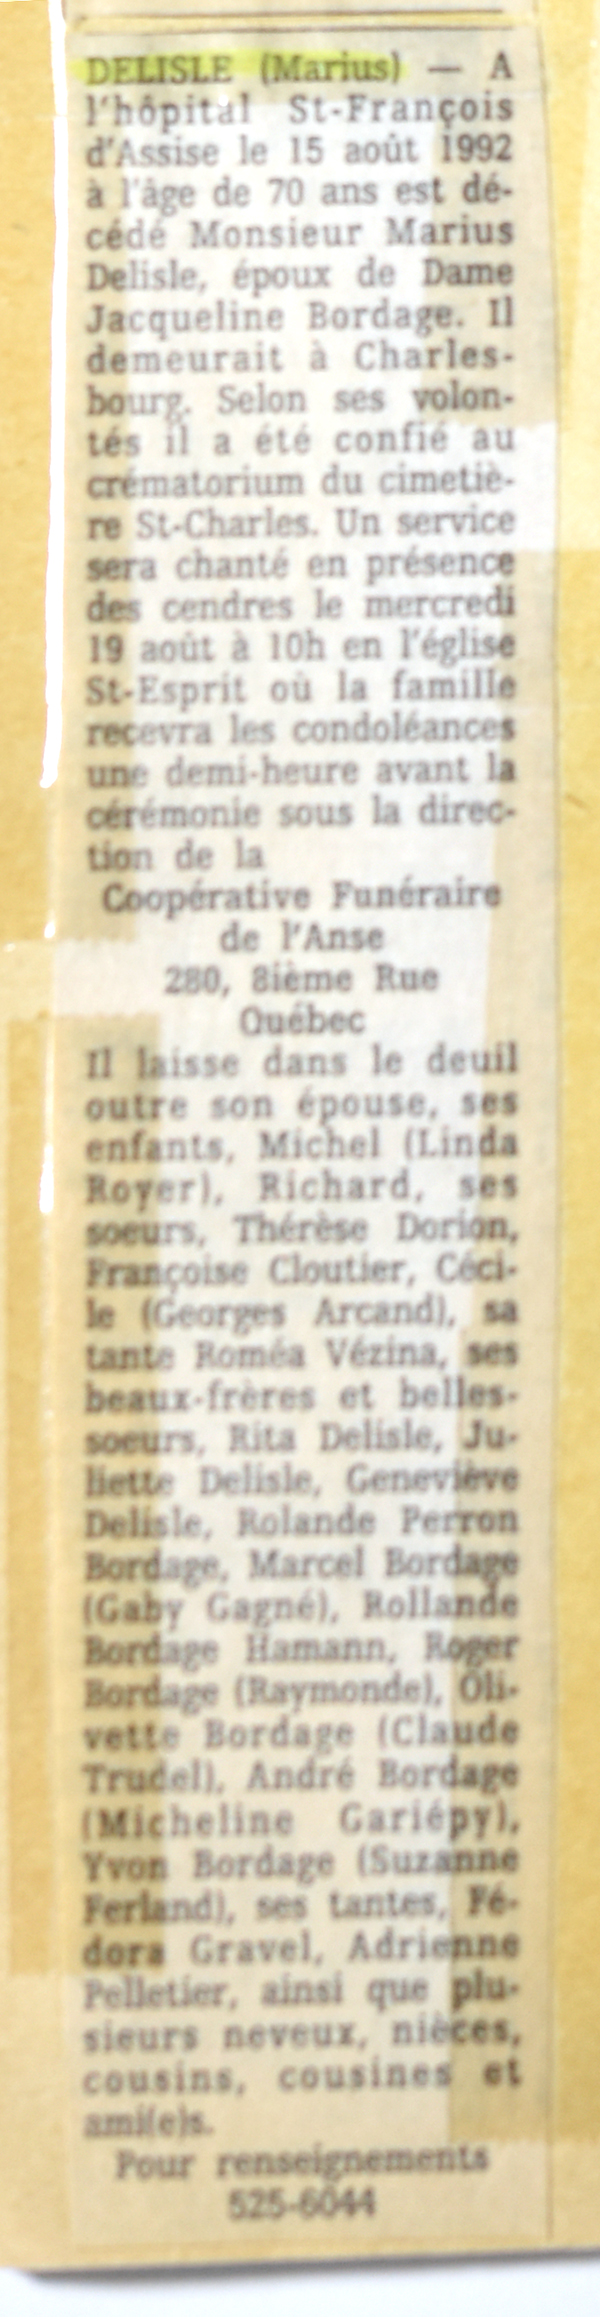 DELISLE (Marius) — A
l'hôpital St-François
d'Assise le 15 août 1992
à l'âge de 70 ans est dé-
cédé Monsieur Marius
Delisle, époux de Dame
Jacqueline Bordage. Il
demeurait à Charles-
bourg. Selon ses volon-
tés il a été confié au
crématorium du cimetiè-
re St-Charles. Un service
sera chanté en présence
des cendres le mercredi
19 août à 10h en l'église
St-Esprit où la famille
recevra les condoléances
une demi-heure avant la
cérémonie sous la direc-
tion de la
Coopérative Funéraire
de l'Anse
280, 8ième Rue
Québec
Il laisse dans le deuil
outre son épouse, ses
enfants, Michel (Linda
Royer), Richard, ses
soeurs, Thérèse Dorion,
Françoise Cloutier, Céci-
le (Georges Arcand), sa
tante Roméa Vézina, ses
beaux-frères et belles-
soeurs, Rita Delisle, Ju-
liette Delisle, Geneviève
Delisle, Rolande Perron
Bordage, Marcel Bordage
(Gaby Gagné), Rollande
Bordage Hamann, Roger
Bordage (Raymonde), Oli-
vette Bordage (Claude
Trudel), André Bordage
(Micheline Gariépy),
Yvon Bordage (Suzanne
Ferland), ses tantes, Fé-
dora Gravel, Adrienne
Pelletier, ainsi que plu-
sieurs neveux, nièces,
cousins, cousines et
ami(e)s.
Pour renseignements
525-6044